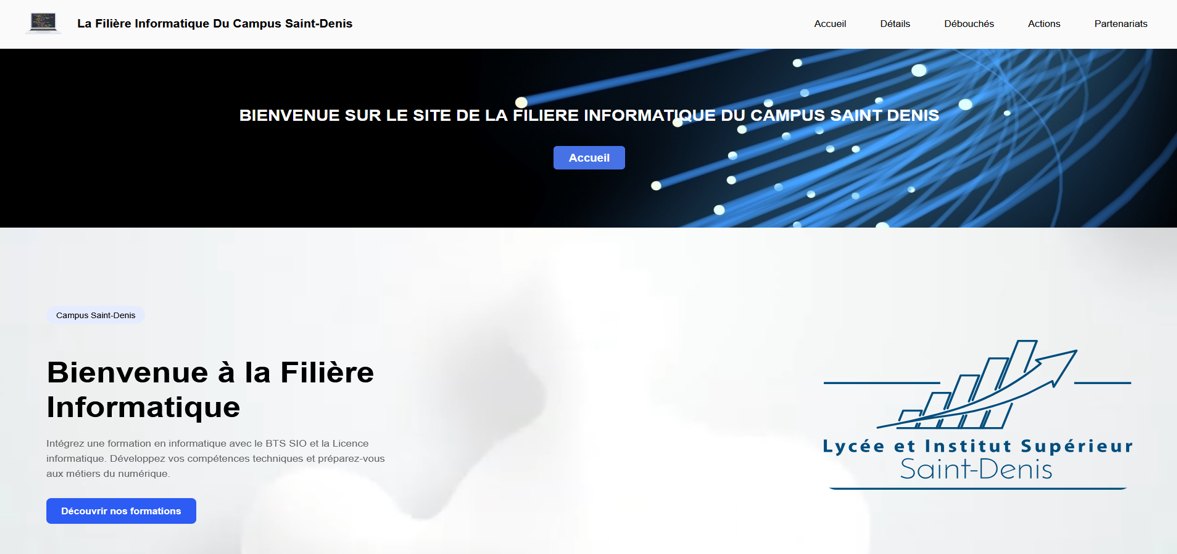 La Filière Informatique Du Campus Saint-Denis
Accueil
Détails
Débouchés
Actions
Partenariats
BIENVENUE SUR LE SITE DE LA FILIERE INFORMATIQUE DU CAMPUS SAINT DENIS
Accueil
Campus Saint-Denis
Bienvenue à la Filière
Informatique
Intégrez une formation en informatique avec le BTS SIO et la Licence
informatique. Développez vos compétences techniques et préparez-vous
aux métiers du numérique.
Découvrir nos formations
Lycée et Institut Supérieur
Saint-Denis